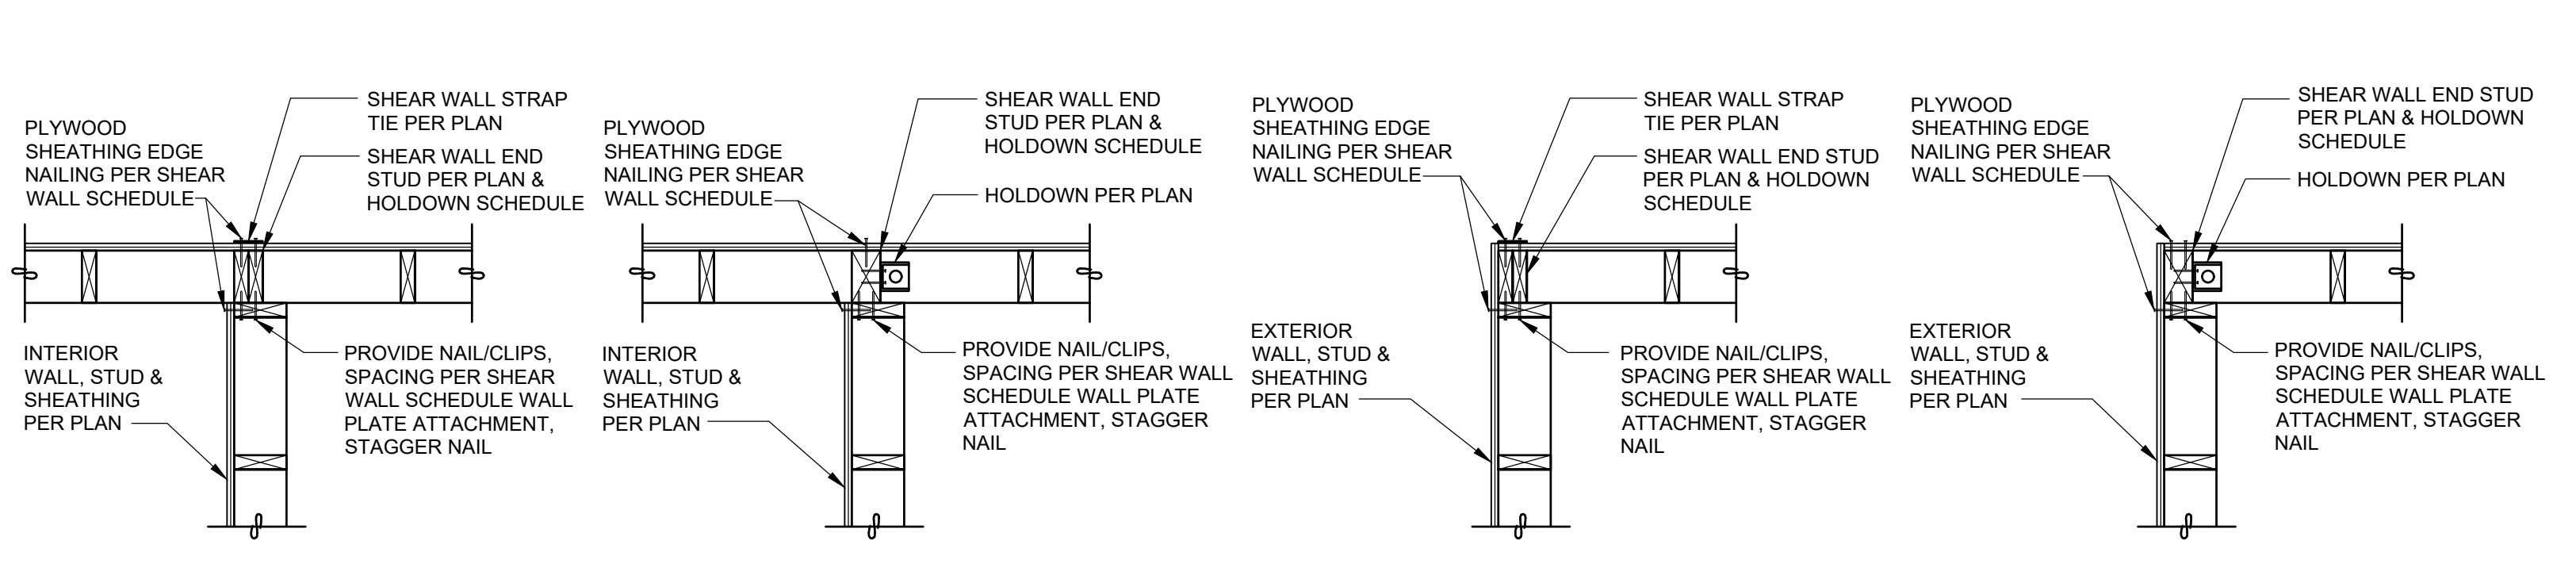 PLYWOOD
SHEATHING EDGE
NAILING PER SHEAR
WALL SCHEDULE
SHEAR WALL STRAP
TIE PER PLAN
SHEAR WALL END
STUD PER PLAN &
HOLDOWN SCHEDULE
INTERIOR
WALL, STUD &
SHEATHING
PER PLAN
PROVIDE NAIL/CLIPS,
SPACING PER SHEAR
WALL SCHEDULE WALL
PLATE ATTACHMENT,
STAGGER NAIL
PLYWOOD
SHEATHING EDGE
NAILING PER SHEAR
WALL SCHEDULE
SHEAR WALL END
STUD PER PLAN &
HOLDOWN SCHEDULE
HOLDOWN PER PLAN
INTERIOR
WALL, STUD &
SHEATHING
PER PLAN
PROVIDE NAIL/CLIPS,
SPACING PER SHEAR WALL
SCHEDULE WALL PLATE
ATTACHMENT, STAGGER
NAIL
PLYWOOD
SHEATHING EDGE
NAILING PER SHEAR
WALL SCHEDULE
SHEAR WALL STRAP
TIE PER PLAN
SHEAR WALL END STUD
PER PLAN & HOLDOWN
SCHEDULE
EXTERIOR
WALL, STUD &
SHEATHING
PER PLAN
PROVIDE NAIL/CLIPS,
SPACING PER SHEAR WALL
SCHEDULE WALL PLATE
ATTACHMENT, STAGGER
NAIL
PLYWOOD
SHEATHING EDGE
NAILING PER SHEAR
WALL SCHEDULE
SHEAR WALL END STUD
PER PLAN & HOLDOWN
SCHEDULE
HOLDOWN PER PLAN
EXTERIOR
WALL, STUD &
SHEATHING
PER PLAN
PROVIDE NAIL/CLIPS,
SPACING PER SHEAR WALL
SCHEDULE WALL PLATE
ATTACHMENT, STAGGER
NAIL